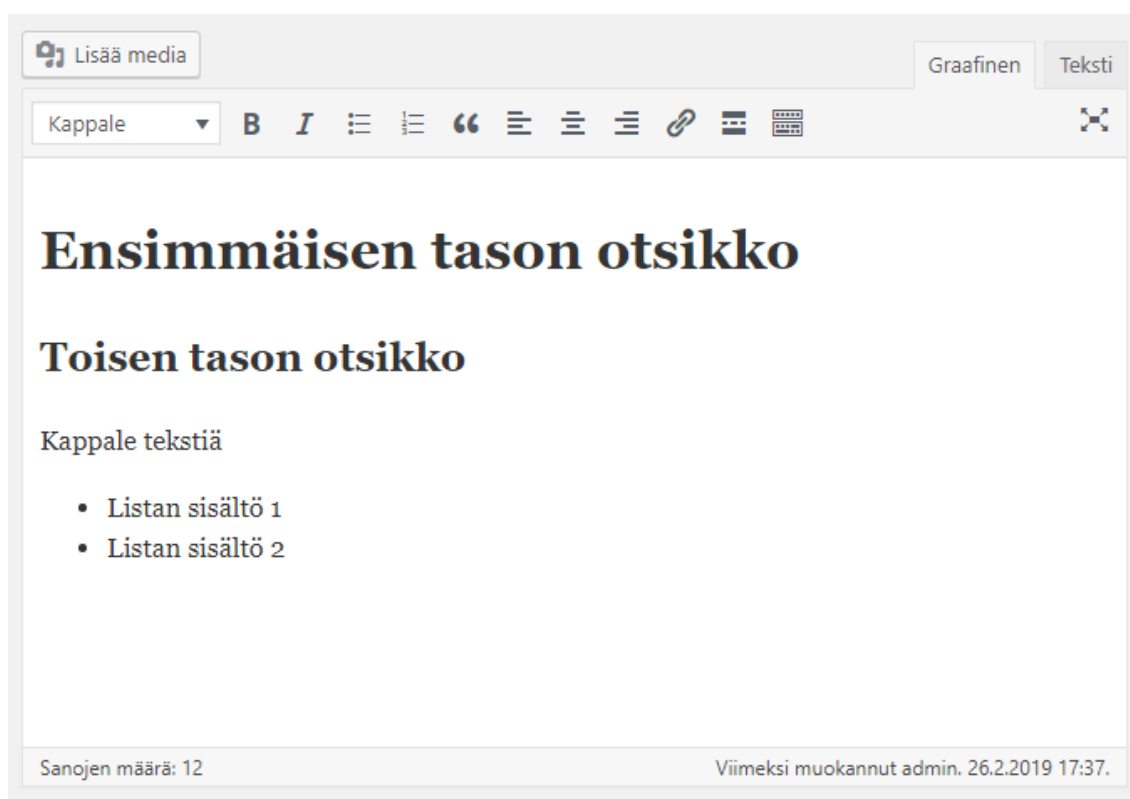 Lisää media
Graafinen Teksti
Kappale
Ensimmäisen tason otsikko
Toisen tason otsikko
Kappale tekstiä
• Listan sisältö 1
• Listan sisältö 2
Sanojen määrä: 12 Viimeksi muokannut admin. 26.2.2019 17:37.